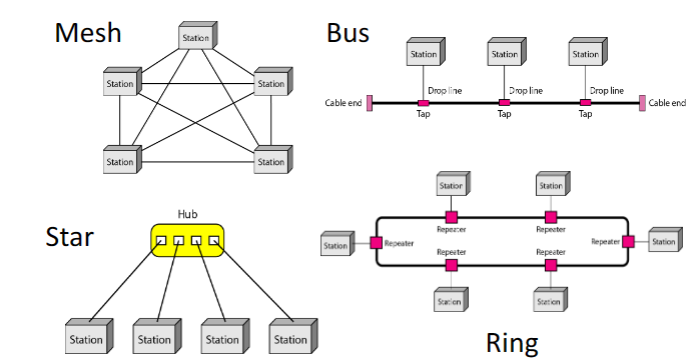 Mesh
Station
Station
Station
Station
Station
Bus
Station
Station
Station
Drop line
Drop line
Drop line
Cable end
Cable end
Tap
Tap
Tap
Star
Hub
Station
Station
Station
Station
Station
Station
Repeater
Repeater
Station
Repeater
Repeater
Station
Repeater
Repeater
Station
Station
Ring